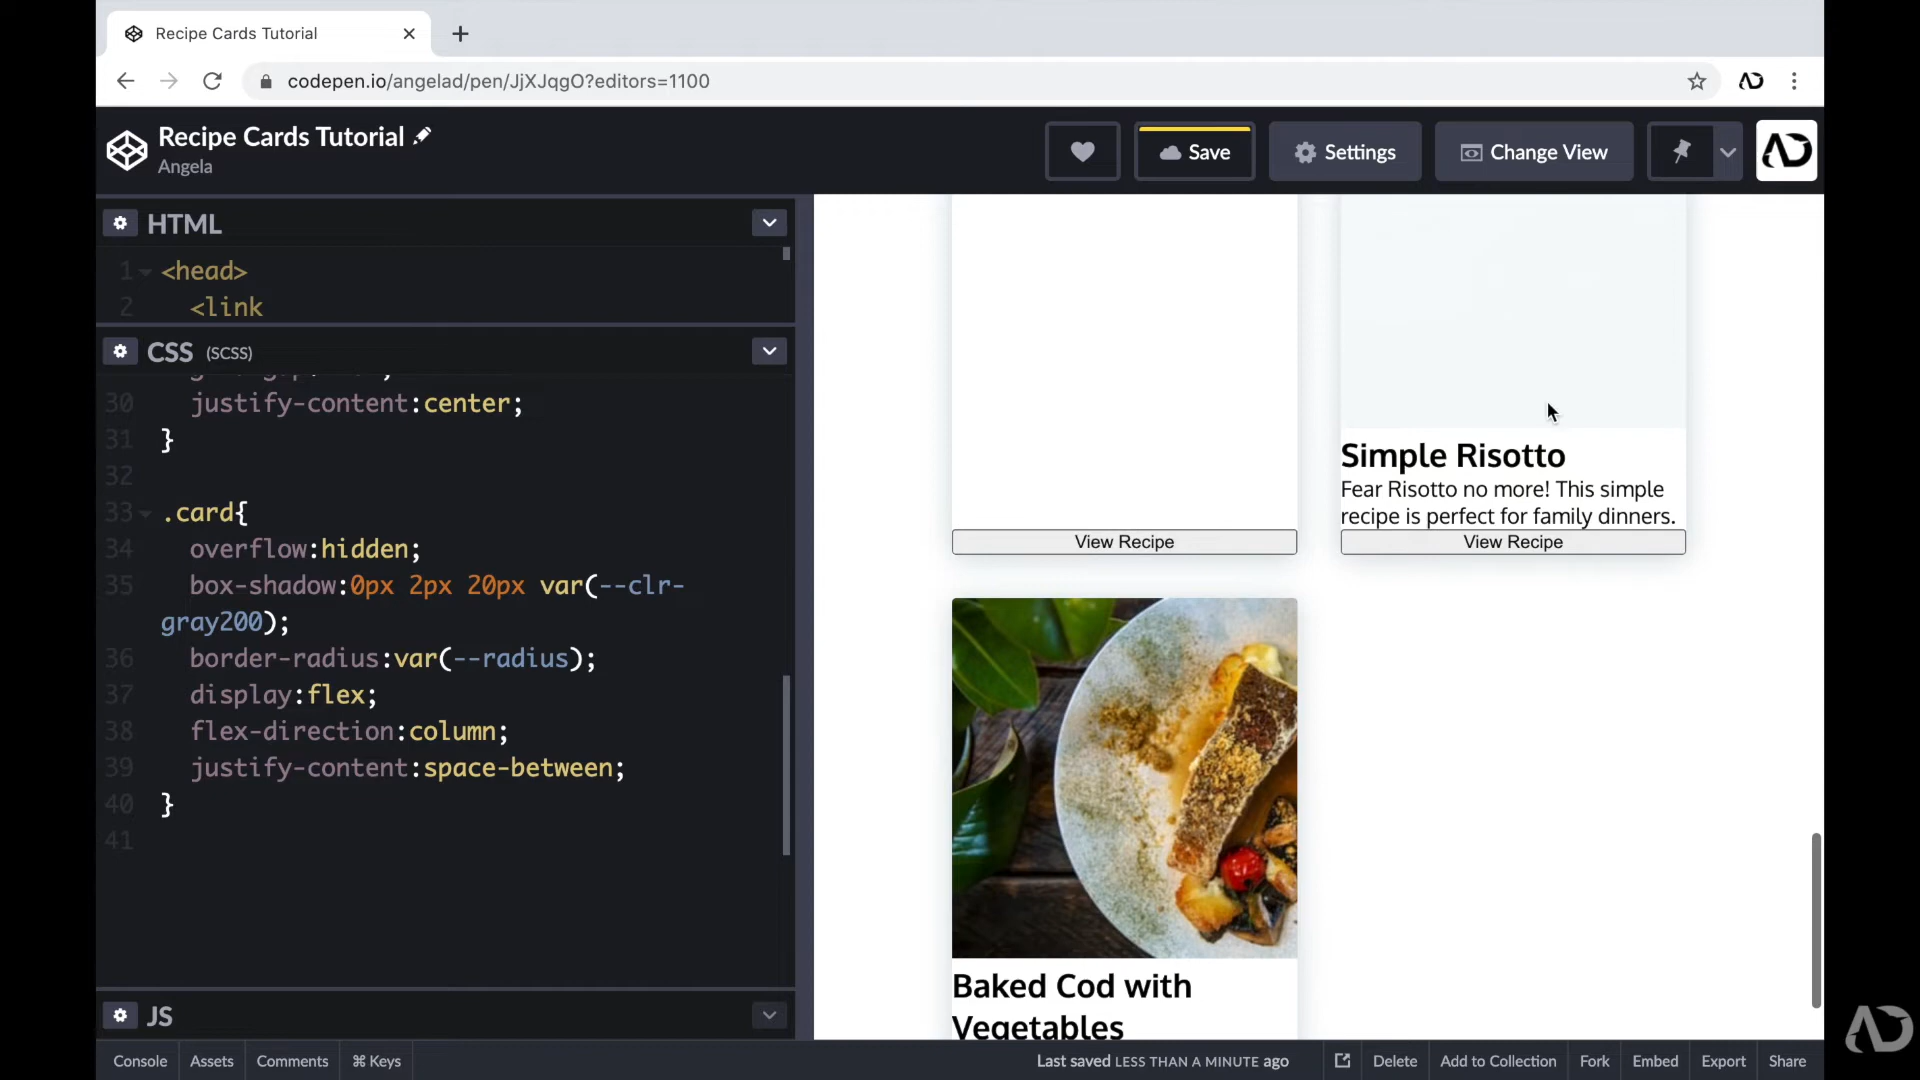 Recipe Cards Tutorial
codepen.io/angelad/pen/JjXJqgO?editors=1100
Recipe Cards Tutorial
Angela
Save
Settings
Change View
HTML
1 <head>
2 <link
CSS (SCSS)
30 justify-content:center;
31 }
32
33 .card{
34 overflow:hidden;
35 box-shadow:0px 2px 20px var(--clr-
gray200);
36 border-radius:var(--radius);
37 display:flex;
38 flex-direction:column;
39 justify-content:space-between;
40 }
41
JS
Simple Risotto
Fear Risotto no more! This simple
recipe is perfect for family dinners.
View Recipe
View Recipe
Baked Cod with
Vegetables
Console Assets Comments ⌘ Keys
Last saved LESS THAN A MINUTE ago
Delete Add to Collection Fork Embed Export Share